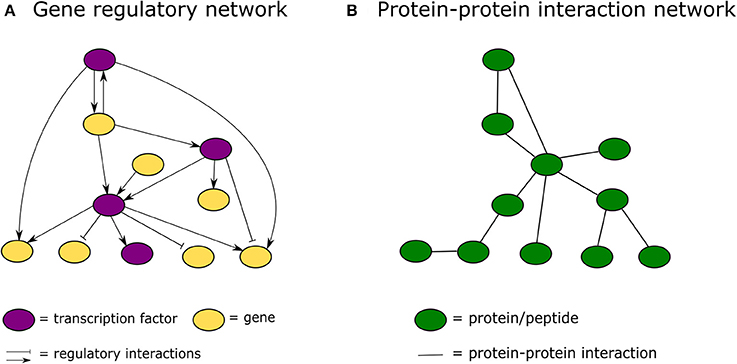 A Gene regulatory network
B Protein-protein interaction network
= transcription factor
= gene
= regulatory interactions
= protein/peptide
= protein-protein interaction